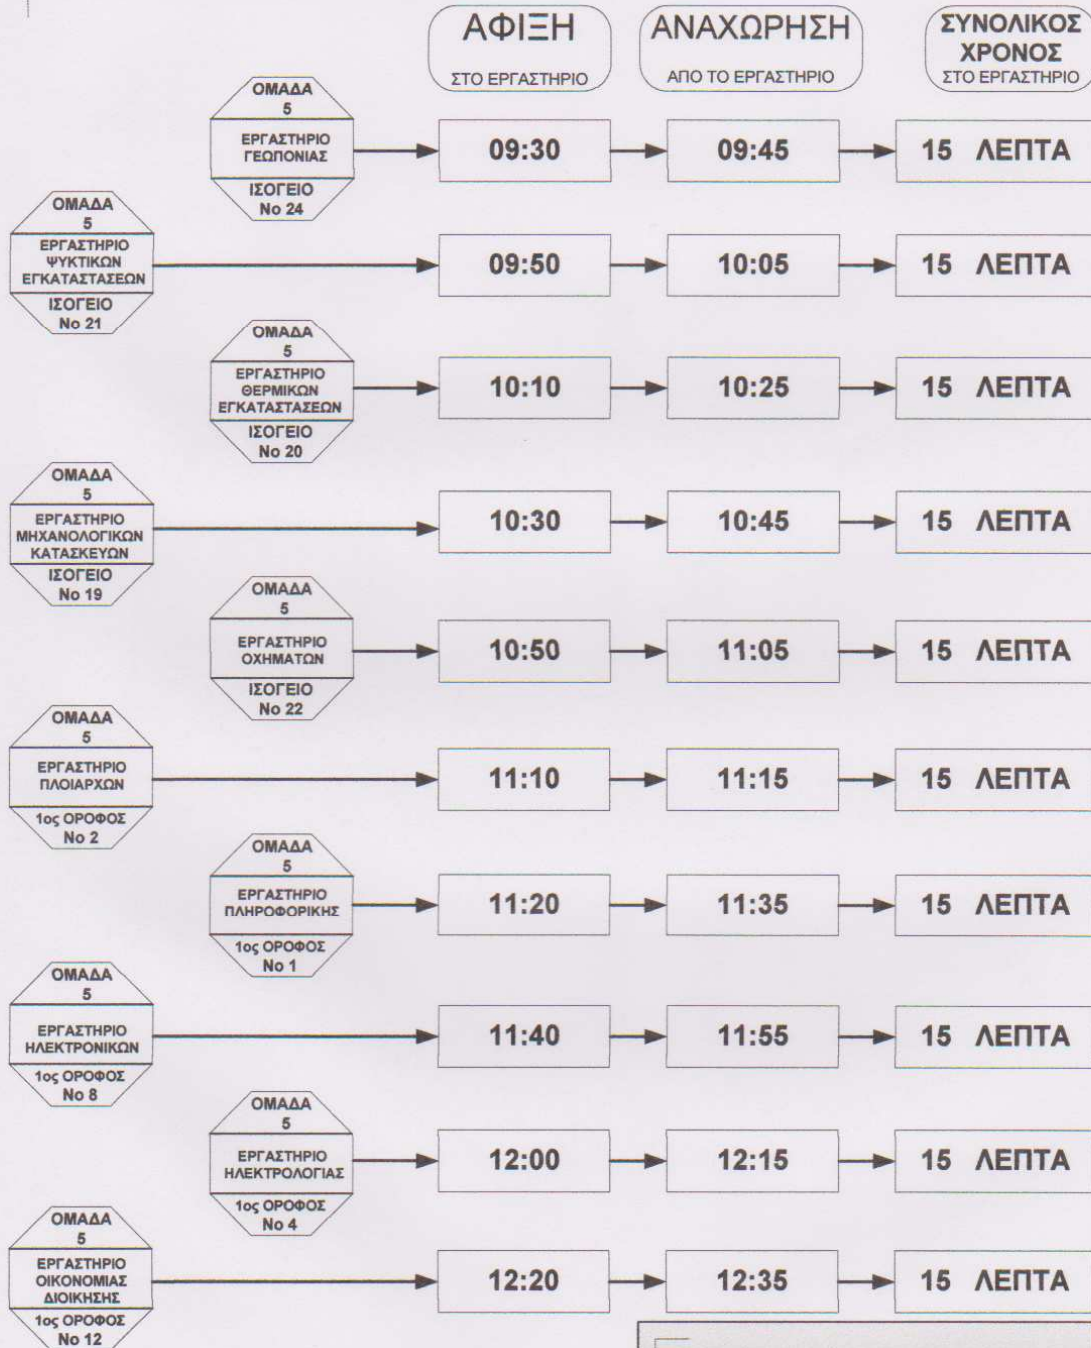 ΑΦΙΞΗ
ΣΤΟ ΕΡΓΑΣΤΗΡΙΟ
ΑΝΑΧΩΡΗΣΗ
ΑΠΟ ΤΟ ΕΡΓΑΣΤΗΡΙΟ
ΣΥΝΟΛΙΚΟΣ
ΧΡΟΝΟΣ
ΣΤΟ ΕΡΓΑΣΤΗΡΙΟ
ΟΜΑΔΑ
5
ΕΡΓΑΣΤΗΡΙΟ
ΓΕΩΠΟΝΙΑΣ
ΙΣΟΓΕΙΟ
Νο 24
09:30
09:45
15 ΛΕΠΤΑ
ΟΜΑΔΑ
5
ΕΡΓΑΣΤΗΡΙΟ
ΨΥΚΤΙΚΩΝ
ΕΓΚΑΤΑΣΤΑΣΕΩΝ
ΙΣΟΓΕΙΟ
Νο 21
09:50
10:05
15 ΛΕΠΤΑ
ΟΜΑΔΑ
5
ΕΡΓΑΣΤΗΡΙΟ
ΘΕΡΜΙΚΩΝ
ΕΓΚΑΤΑΣΤΑΣΕΩΝ
ΙΣΟΓΕΙΟ
Νο 20
10:10
10:25
15 ΛΕΠΤΑ
ΟΜΑΔΑ
5
ΕΡΓΑΣΤΗΡΙΟ
ΜΗΧΑΝΟΛΟΓΙΚΩΝ
ΚΑΤΑΣΚΕΥΩΝ
ΙΣΟΓΕΙΟ
Νο 19
10:30
10:45
15 ΛΕΠΤΑ
ΟΜΑΔΑ
5
ΕΡΓΑΣΤΗΡΙΟ
ΟΧΗΜΑΤΩΝ
ΙΣΟΓΕΙΟ
Νο 22
10:50
11:05
15 ΛΕΠΤΑ
ΟΜΑΔΑ
5
ΕΡΓΑΣΤΗΡΙΟ
ΠΛΟΙΑΡΧΩΝ
1ος ΟΡΟΦΟΣ
Νο 2
11:10
11:15
15 ΛΕΠΤΑ
ΟΜΑΔΑ
5
ΕΡΓΑΣΤΗΡΙΟ
ΠΛΗΡΟΦΟΡΙΚΗΣ
1ος ΟΡΟΦΟΣ
Νο 1
11:20
11:35
15 ΛΕΠΤΑ
ΟΜΑΔΑ
5
ΕΡΓΑΣΤΗΡΙΟ
ΗΛΕΚΤΡΟΝΙΚΩΝ
1ος ΟΡΟΦΟΣ
Νο 8
11:40
11:55
15 ΛΕΠΤΑ
ΟΜΑΔΑ
5
ΕΡΓΑΣΤΗΡΙΟ
ΗΛΕΚΤΡΟΛΟΓΙΑΣ
1ος ΟΡΟΦΟΣ
Νο 4
12:00
12:15
15 ΛΕΠΤΑ
ΟΜΑΔΑ
5
ΕΡΓΑΣΤΗΡΙΟ
ΟΙΚΟΝΟΜΙΑΣ
ΔΙΟΙΚΗΣΗΣ
1ος ΟΡΟΦΟΣ
Νο 12
12:20
12:35
15 ΛΕΠΤΑ